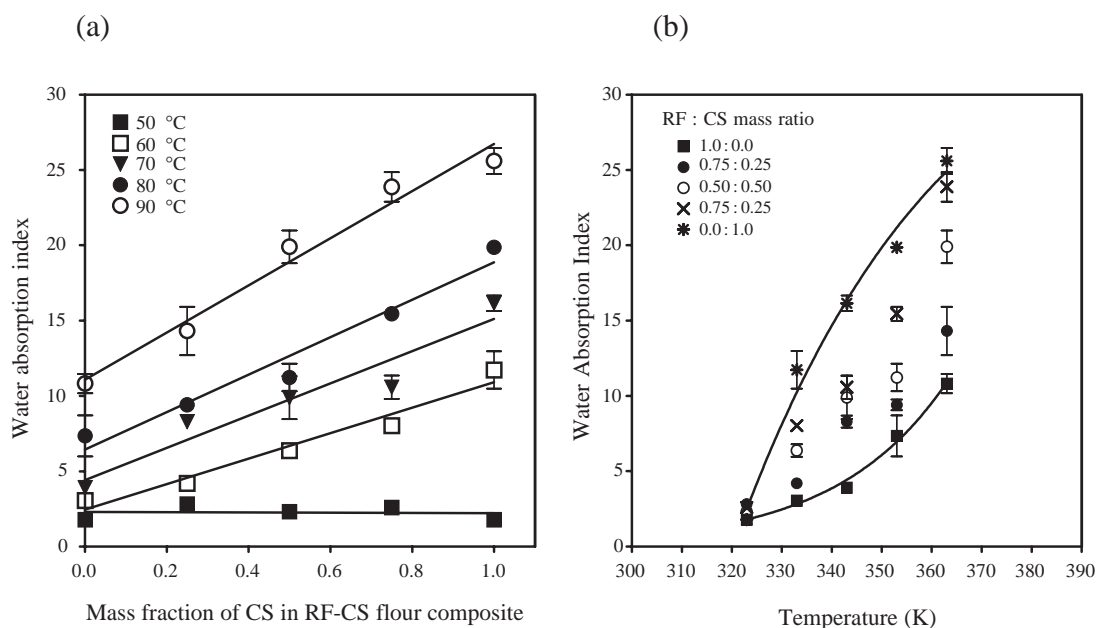 (a)
Water absorption index
30
25
20
15
10
5
0
50 °C
60 °C
70 °C
80 °C
90 °C
0.0
0.2
0.4
0.6
0.8
1.0
Mass fraction of CS in RF-CS flour composite
(b)
Water Absorption Index
30
25
20
15
10
5
0
RF : CS mass ratio
1.0 : 0.0
0.75 : 0.25
0.50 : 0.50
0.75 : 0.25
0.0 : 1.0
300
310
320
330
340
350
360
370
380
390
Temperature (K)